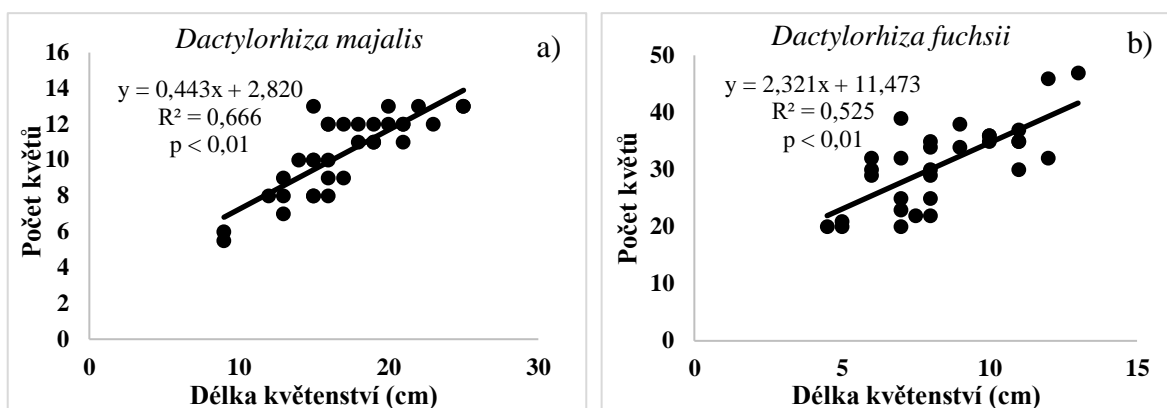 Dactylorhiza majalis
a)
y = 0,443x + 2,820
R² = 0,666
p < 0,01
Počet květů
16
14
12
10
8
6
4
2
0
0 10 20 30
Délka květenství (cm)
Dactylorhiza fuchsii
b)
y = 2,321x + 11,473
R² = 0,525
p < 0,01
Počet květů
50
40
30
20
10
0
0 5 10 15
Délka květenství (cm)